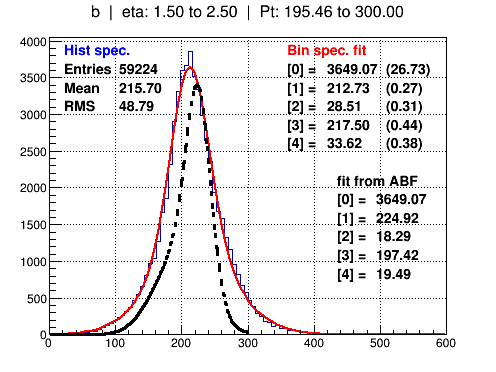 b | eta: 1.50 to 2.50 | Pt: 195.46 to 300.00
Hist spec.
Entries 59224
Mean 215.70
RMS 48.79
Bin spec. fit
[0] = 3649.07 (26.73)
[1] = 212.73 (0.27)
[2] = 28.51 (0.31)
[3] = 217.50 (0.44)
[4] = 33.62 (0.38)
fit from ABF
[0] = 3649.07
[1] = 224.92
[2] = 18.29
[3] = 197.42
[4] = 19.49
4000
3500
3000
2500
2000
1500
1000
500
0
0 100 200 300 400 500 600